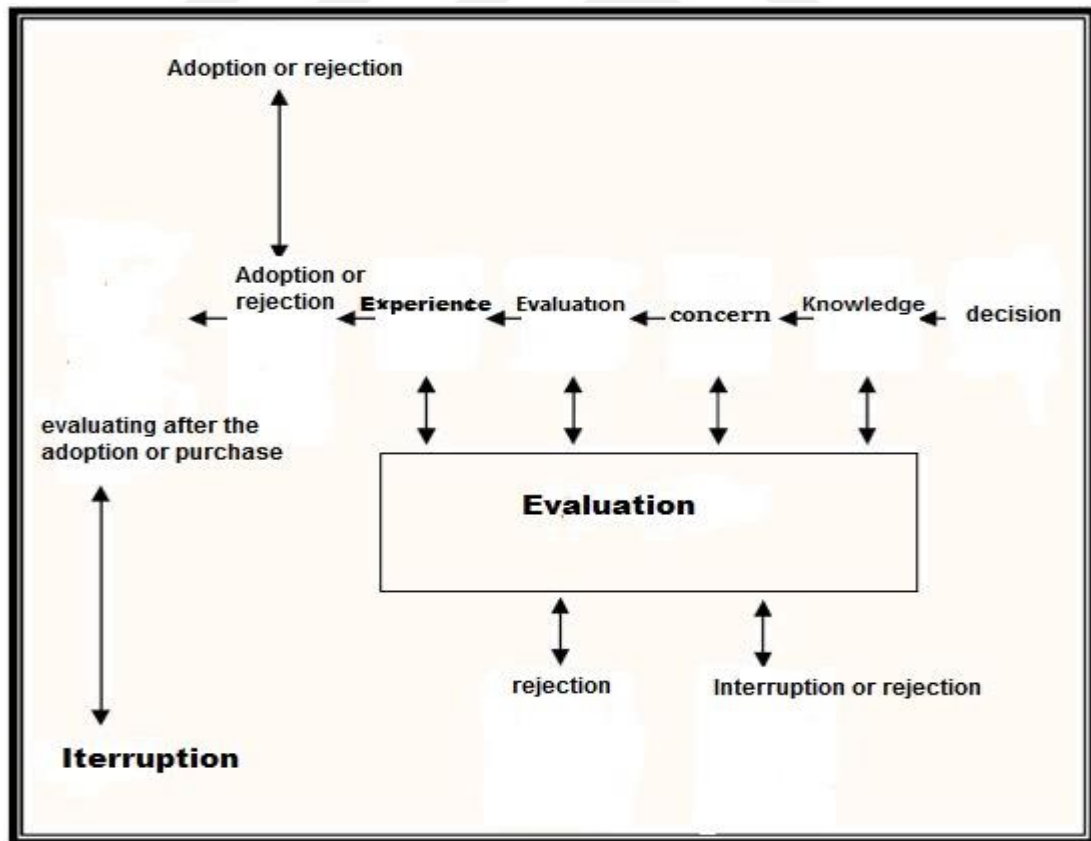 Adoption or rejection
Adoption or
rejection
Experience
Evaluation
concern
Knowledge
decision
evaluating after the
adoption or purchase
Evaluation
rejection
Interruption or rejection
Iterruption